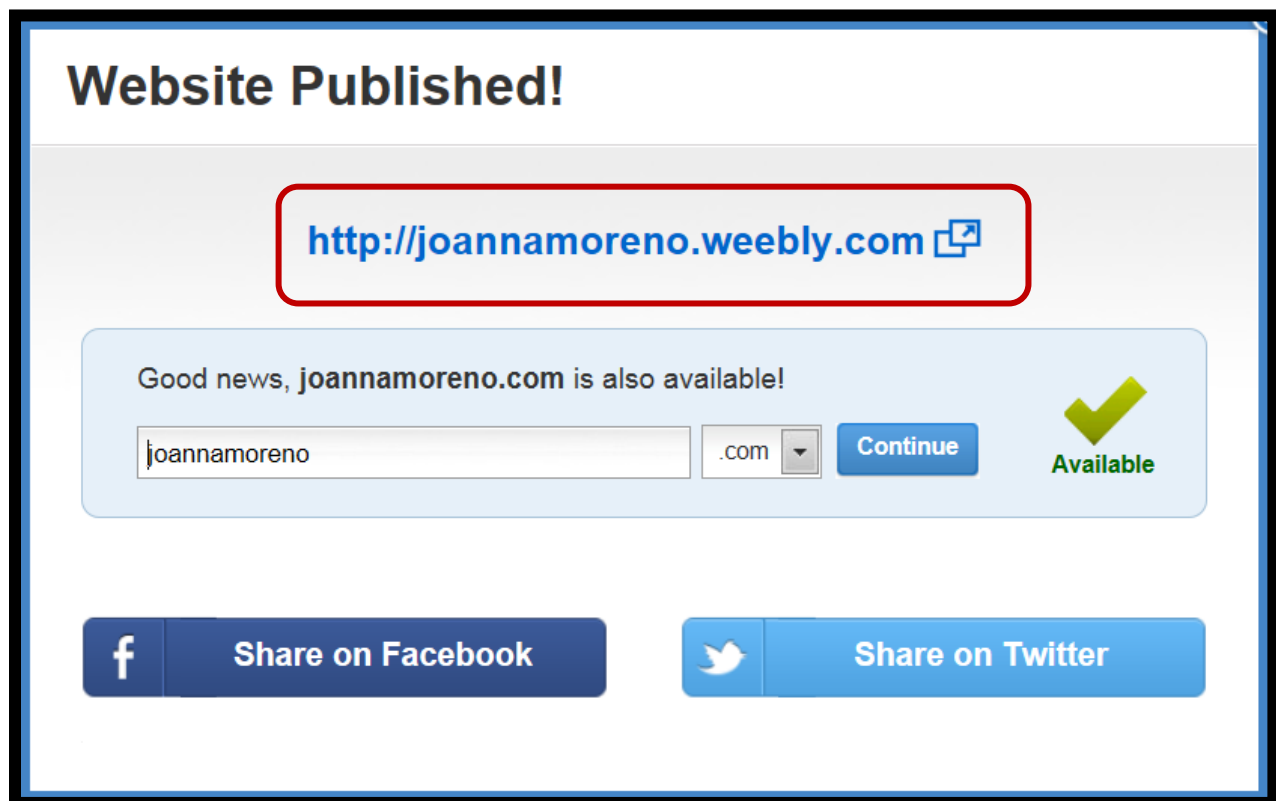 Website Published!
http://joannamoreno.weebly.com
Good news, joannamoreno.com is also available!
joannamoreno .com Continue
Available
f Share on Facebook Share on Twitter